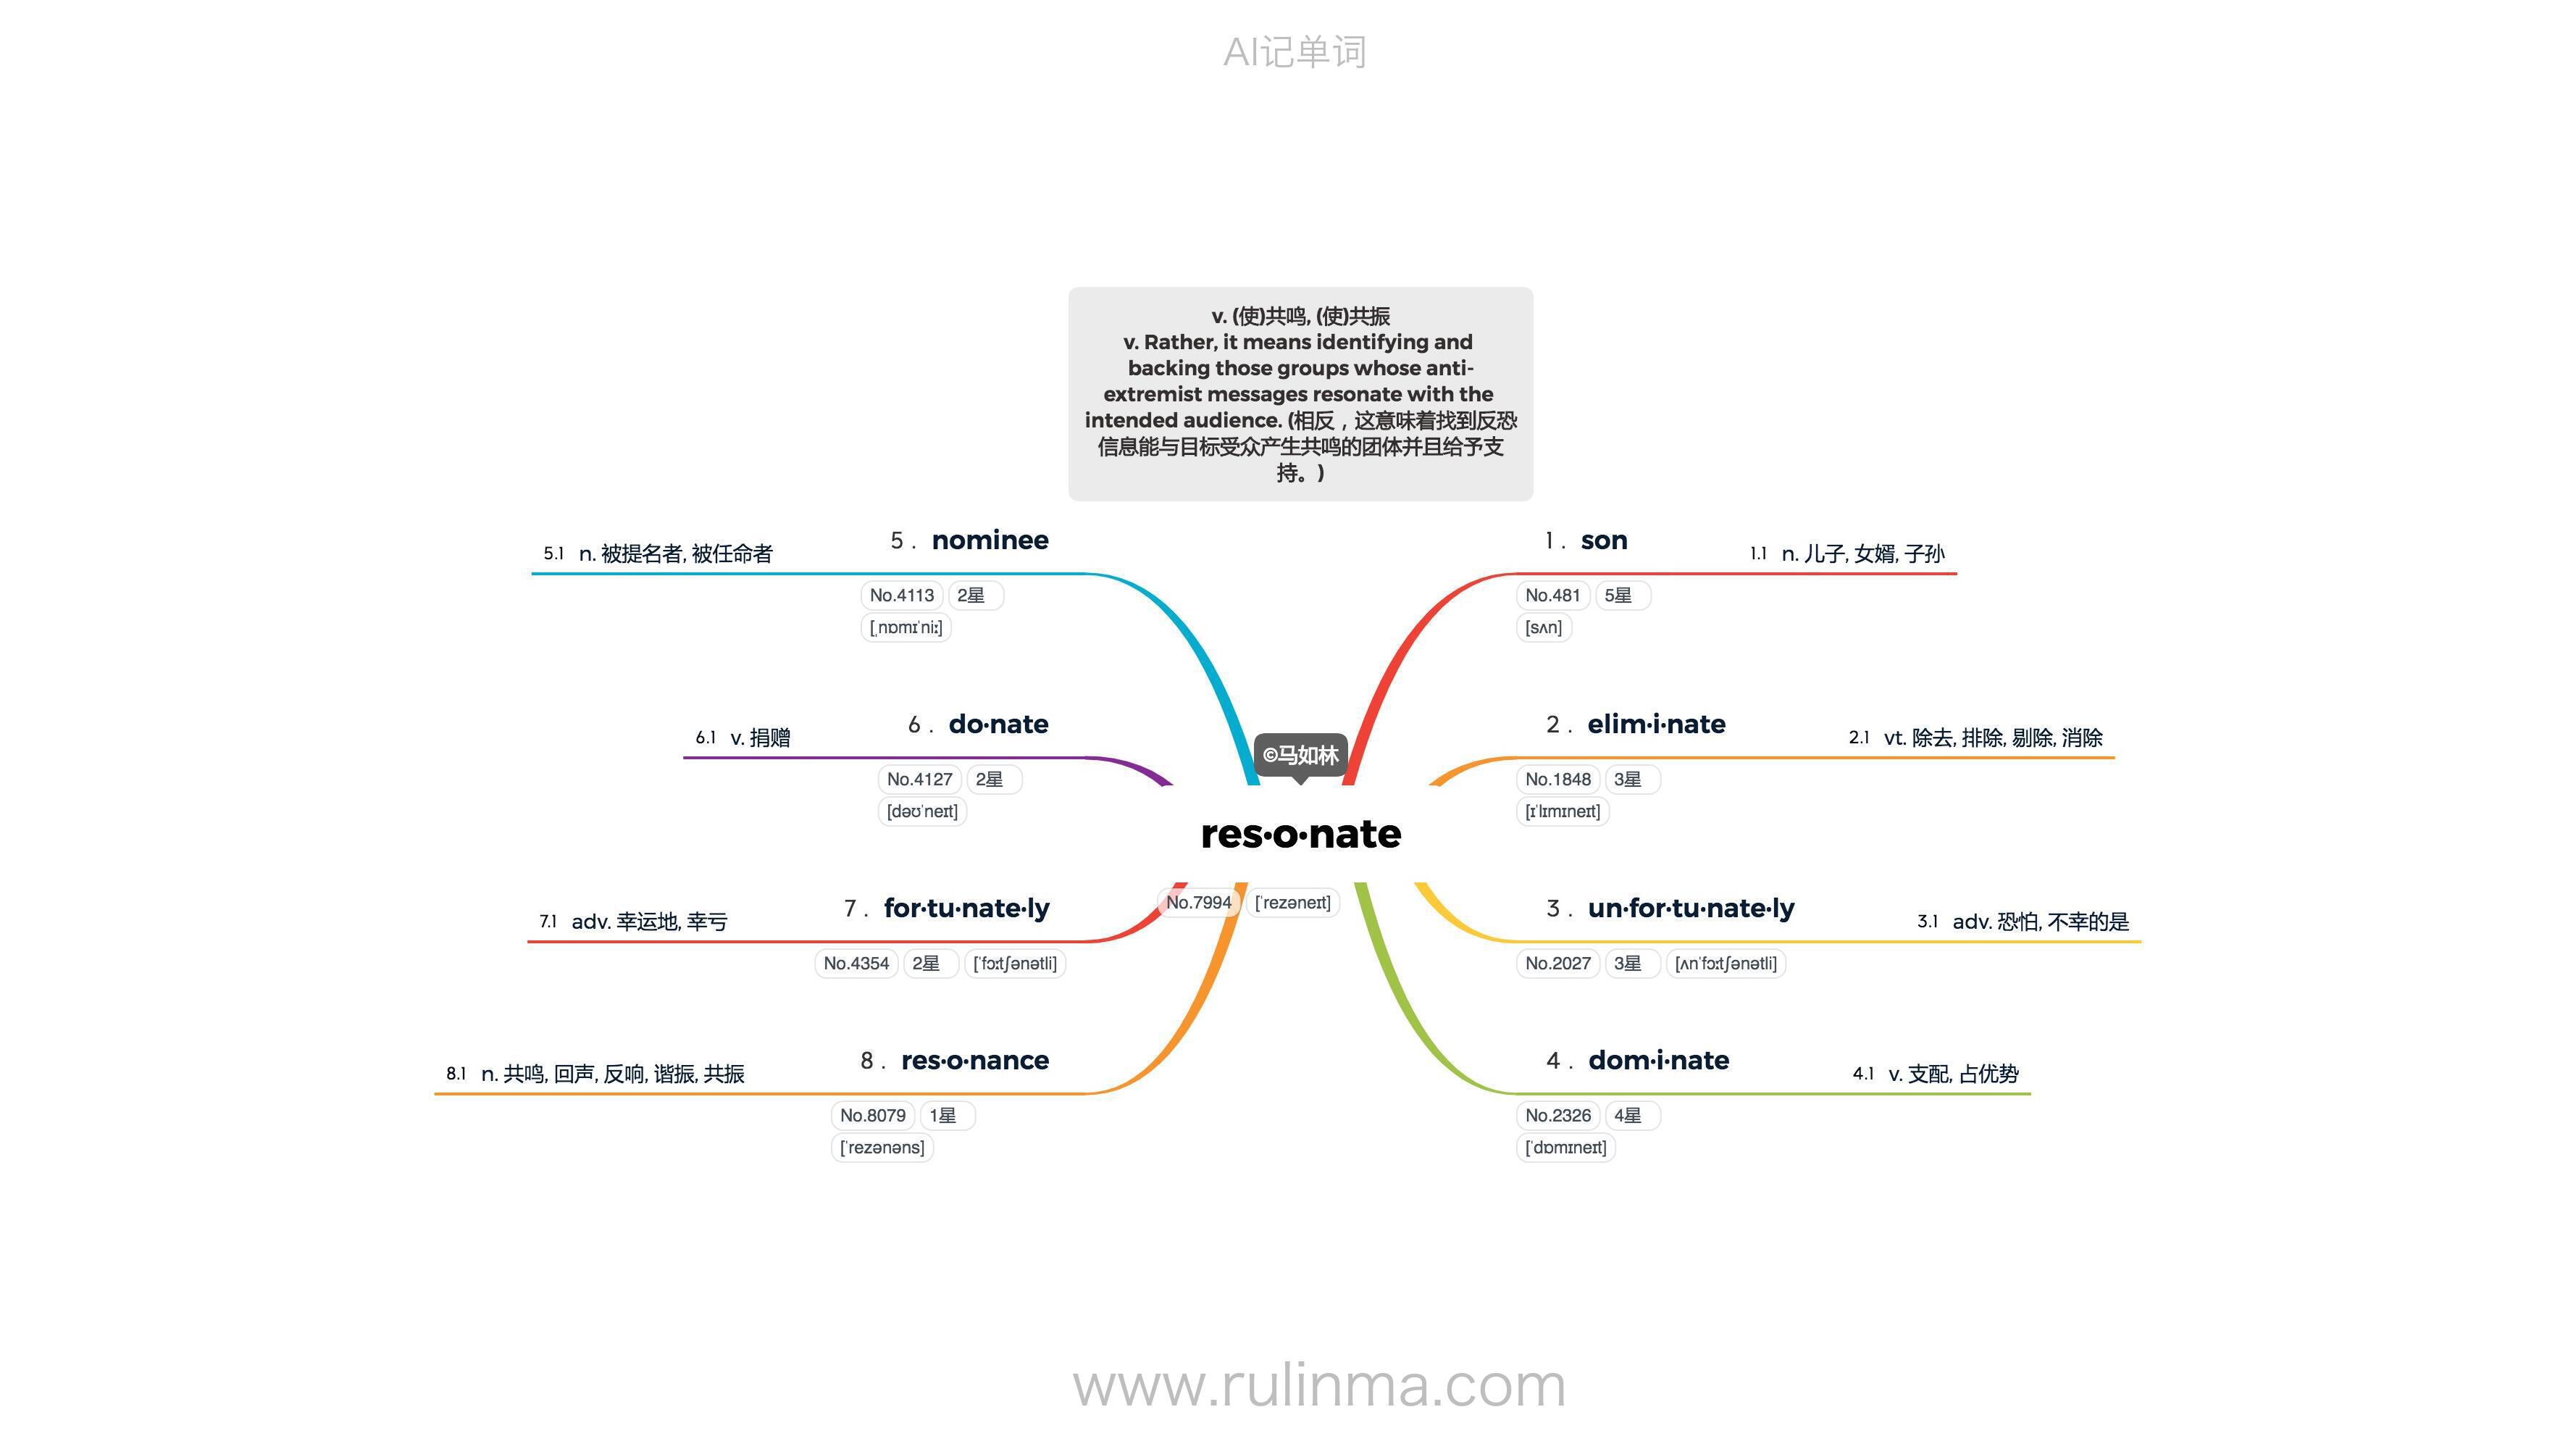 AI记单词
v. (使)共鸣, (使)共振
v. Rather, it means identifying and
backing those groups whose anti-
extremist messages resonate with the
intended audience. (相反，这意味着找到反恐
信息能与目标受众产生共鸣的团体并且给予支
持。)
©马如林
res·o·nate
No.7994 [ˈrezəneɪt]
1. son
1.1 n. 儿子, 女婿, 子孙
No.481 5星
[sʌn]
2. elim·i·nate
2.1 vt. 除去, 排除, 剔除, 消除
No.1848 3星
[ɪˈlɪmɪneɪt]
3. un·for·tu·nate·ly
3.1 adv. 恐怕, 不幸的是
No.2027 3星 [ʌnˈfɔːtʃənətli]
4. dom·i·nate
4.1 v. 支配, 占优势
No.2326 4星
[ˈdɒmɪneɪt]
5. nominee
5.1 n. 被提名者, 被任命者
No.4113 2星
[ˌnɒmɪˈniː]
6. do·nate
6.1 v. 捐赠
No.4127 2星
[dəʊˈneɪt]
7. for·tu·nate·ly
7.1 adv. 幸运地, 幸亏
No.4354 2星 [ˈfɔːtʃənətli]
8. res·o·nance
8.1 n. 共鸣, 回声, 反响, 谐振, 共振
No.8079 1星
[ˈrezənəns]
www.rulinma.com